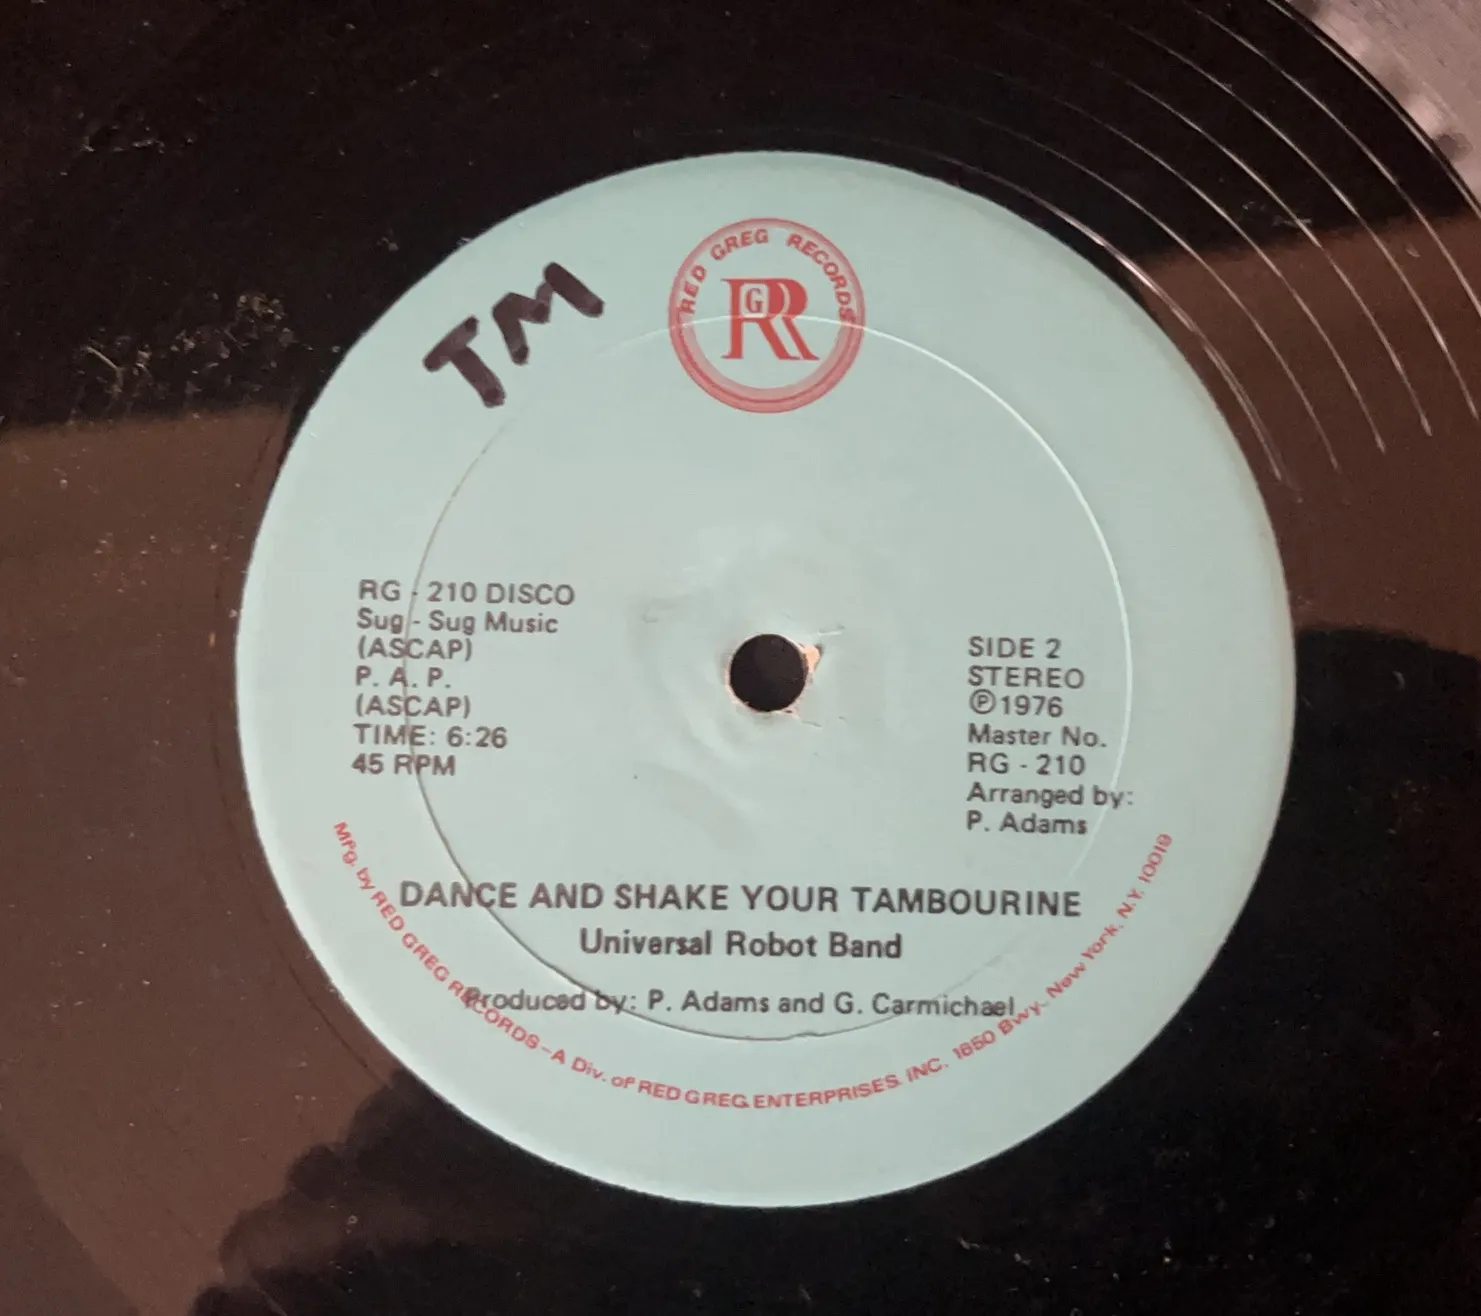 TM
RED GREG RECORDS
RGR
RG - 210 DISCO
Sug - Sug Music
(ASCAP)
P. A. P.
(ASCAP)
TIME: 6:26
45 RPM
SIDE 2
STEREO
℗1976
Master No.
RG - 210
Arranged by:
P. Adams
DANCE AND SHAKE YOUR TAMBOURINE
Universal Robot Band
Produced by: P. Adams and G. Carmichael
Mfg. by RED GREG RECORDS - A Div. of RED GREG ENTERPRISES INC. 1650 Bwy. New York, N.Y. 10019